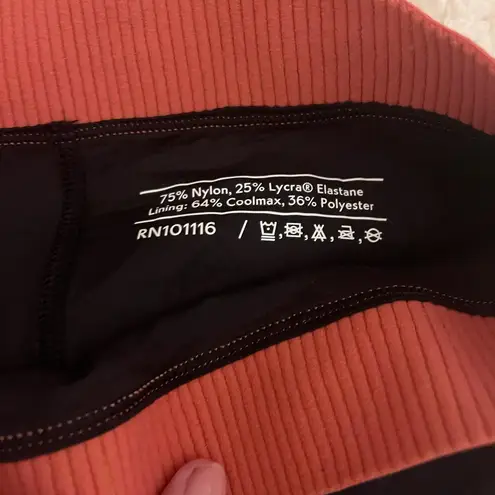 75% Nylon, 25% Lycra® Elastane
Lining: 64% Coolmax, 36% Polyester
RN101116 /